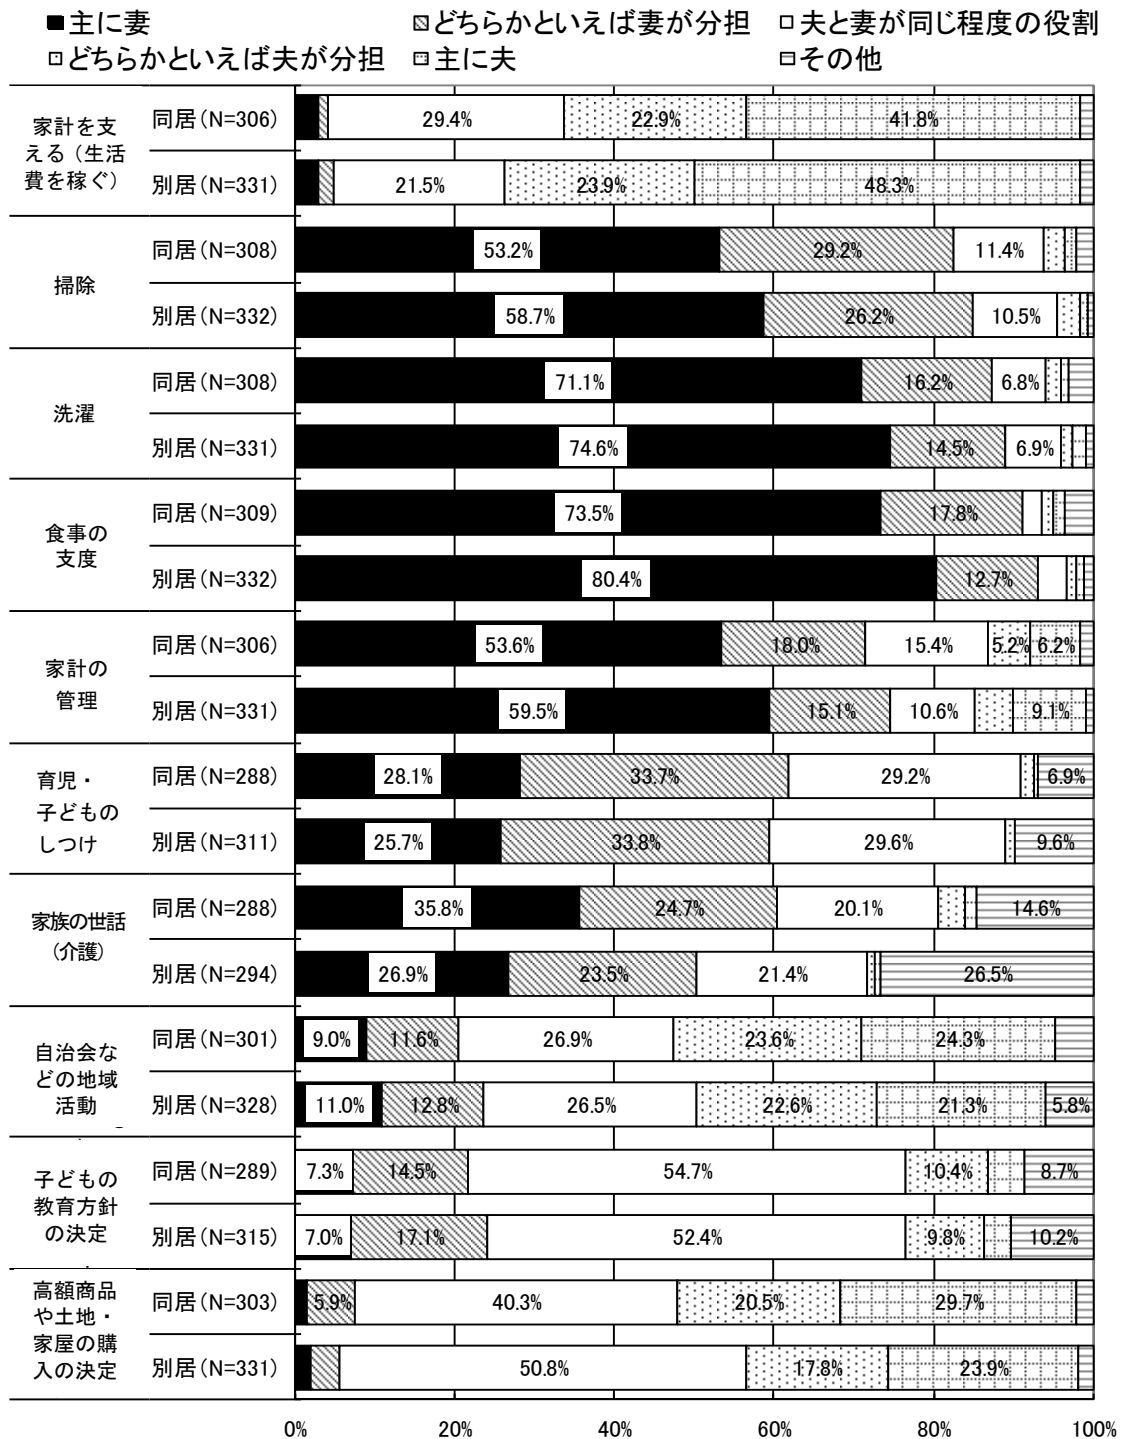 ■主に妻 どちらかといえば妻が分担 □夫と妻が同じ程度の役割
どちらかといえば夫が分担 主に夫 その他
家計を支
える（生活
費を稼ぐ）
同居(N=306) 29.4% 22.9% 41.8%
別居(N=331) 21.5% 23.9% 48.3%
掃除
同居(N=308) 53.2% 29.2% 11.4%
別居(N=332) 58.7% 26.2% 10.5%
洗濯
同居(N=308) 71.1% 16.2% 6.8%
別居(N=331) 74.6% 14.5% 6.9%
食事の
支度
同居(N=309) 73.5% 17.8%
別居(N=332) 80.4% 12.7%
家計の
管理
同居(N=306) 53.6% 18.0% 15.4% 5.2% 6.2%
別居(N=331) 59.5% 15.1% 10.6% 9.1%
育児・
子どもの
しつけ
同居(N=288) 28.1% 33.7% 29.2% 6.9%
別居(N=311) 25.7% 33.8% 29.6% 9.6%
家族の世話
（介護）
同居(N=288) 35.8% 24.7% 20.1% 14.6%
別居(N=294) 26.9% 23.5% 21.4% 26.5%
自治会な
どの地域
活動
同居(N=301) 9.0% 11.6% 26.9% 23.6% 24.3%
別居(N=328) 11.0% 12.8% 26.5% 22.6% 21.3% 5.8%
子どもの
教育方針
の決定
同居(N=289) 7.3% 14.5% 54.7% 10.4% 8.7%
別居(N=315) 7.0% 17.1% 52.4% 9.8% 10.2%
高額商品
や土地・
家屋の購
入の決定
同居(N=303) 5.9% 40.3% 20.5% 29.7%
別居(N=331) 50.8% 17.8% 23.9%
0% 20% 40% 60% 80% 100%